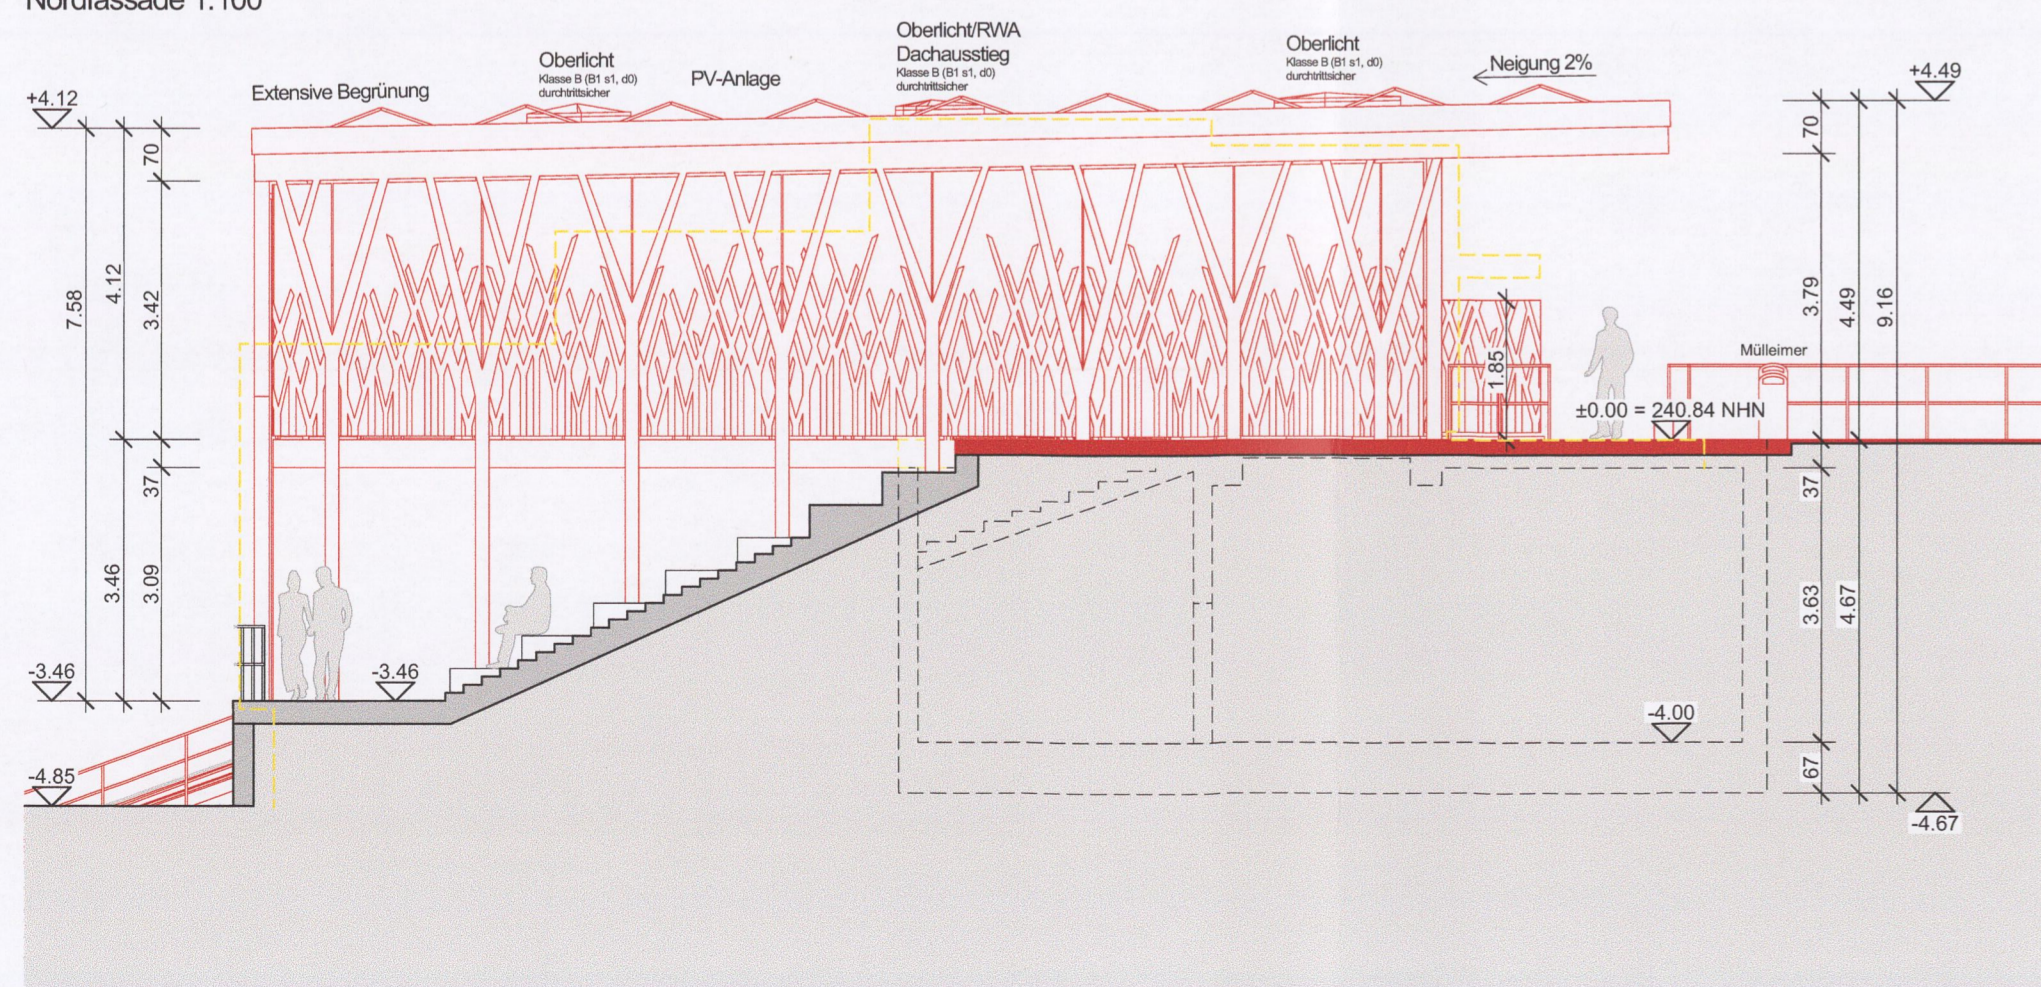 Nordfassade 1:100
Oberlicht/RWA
Dachausstieg
Klasse B (B1 s1, d0)
durchtrittsicher
Oberlicht
Klasse B (B1 s1, d0)
durchtrittsicher
Oberlicht
Klasse B (B1 s1, d0)
durchtrittsicher
PV-Anlage
Extensive Begrünung
Neigung 2%
+4.12
+4.49
70
70
7.58
4.12
3.42
3.79
4.49
9.16
1.85
Mülleimer
±0.00 = 240.84 NHN
37
37
3.46
3.09
3.63
4.67
-3.46
-3.46
-4.00
67
-4.85
-4.67